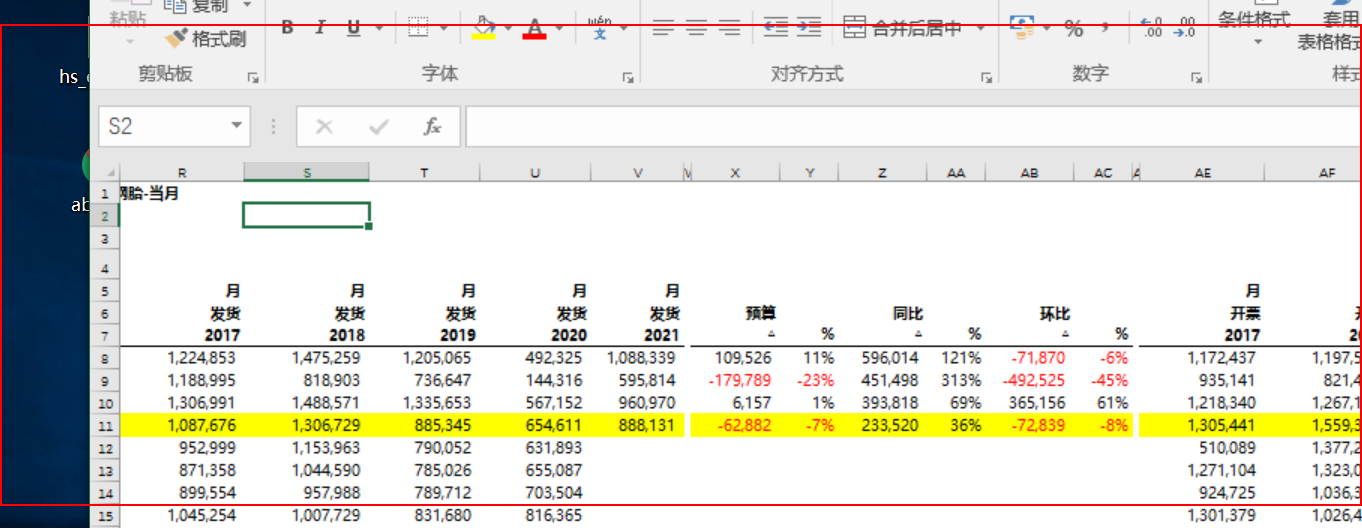 粘贴 复制
格式刷
B I U A wén 文 合并后居中 % , .00 .00 条件格式 套用
表格格式
剪贴板 字体 对齐方式 数字 样式
hs_
S2 fx
ab
R S T U V X Y Z AA AB AC AE AF
1 钢胎-当月
2
3
4
5 月 月 月 月 月 月
6 发货 发货 发货 发货 发货 预算 同比 环比 开票
7 2017 2018 2019 2020 2021 △ % △ % △ % 2017 20
8 1,224,853 1,475,259 1,205,065 492,325 1,088,339 109,526 11% 596,014 121% -71,870 -6% 1,172,437 1,197,5
9 1,188,995 818,903 736,647 144,316 595,814 -179,789 -23% 451,498 313% -492,525 -45% 935,141 821,4
10 1,306,991 1,488,571 1,335,653 567,152 960,970 6,157 1% 393,818 69% 365,156 61% 1,218,340 1,267,1
11 1,087,676 1,306,729 885,345 654,611 888,131 -62,882 -7% 233,520 36% -72,839 -8% 1,305,441 1,559,3
12 952,999 1,153,963 790,052 631,893 510,089 1,377,2
13 871,358 1,044,590 785,026 655,087 1,271,104 1,323,0
14 899,554 957,988 789,712 703,504 924,725 1,036,3
15 1,045,254 1,007,729 831,680 816,365 1,301,379 1,026,4